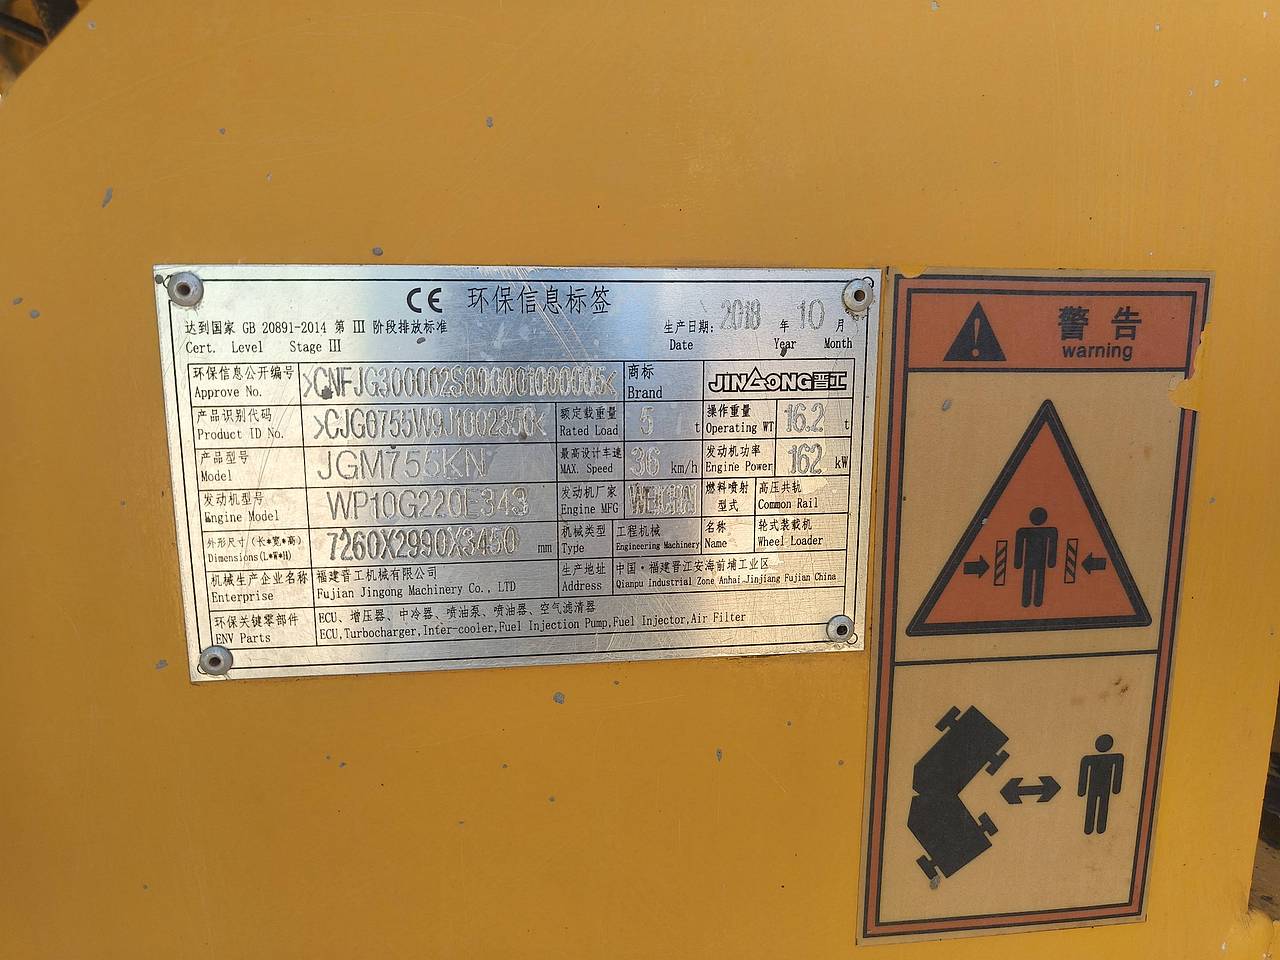 CE 环保信息标签
达到国家 GB 20891-2014 第 III 阶段排放标准
Cert. Level Stage III
生产日期: 2018 年 10 月
Date Year Month
环保信息公开编号
Approve No.
>CNFJG300002S000001000005<
商标
Brand
JINGONG晋工
产品识别代码
Product ID No.
>CJG0755W9J1002350<
额定载重量
Rated Load
5 t
操作重量
Operating WT
16.2 t
产品型号
Model
JGM755KN
最高设计车速
MAX. Speed
36 km/h
发动机功率
Engine Power
162 kW
发动机型号
Engine Model
WP10G220E343
发动机厂家
Engine MFG
WEICHAI
燃料喷射
型式
高压共轨
Common Rail
外形尺寸(长*宽*高)
Dimensions(L*W*H)
7260X2990X3450 mm
机械类型
Type
工程机械
Engineering Machinery
名称
Name
轮式装载机
Wheel Loader
机械生产企业名称
Enterprise
福建晋工机械有限公司
Fujian Jingong Machinery Co., LTD
生产地址
Address
中国·福建晋江安海前埔工业区
Qianpu Industrial Zone Anhai Jinjiang Fujian China
环保关键零部件
ENV Parts
ECU、增压器、中冷器、喷油泵、喷油器、空气滤清器
ECU,Turbocharger,Inter-cooler,Fuel Injection Pump,Fuel Injector,Air Filter
警告
warning